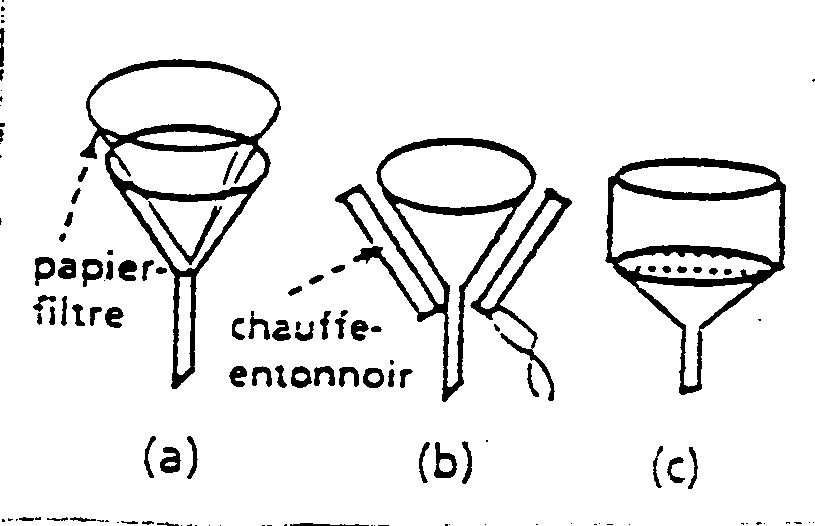 papier-
filtre
chauffe-
entonnoir
(a)
(b)
(c)